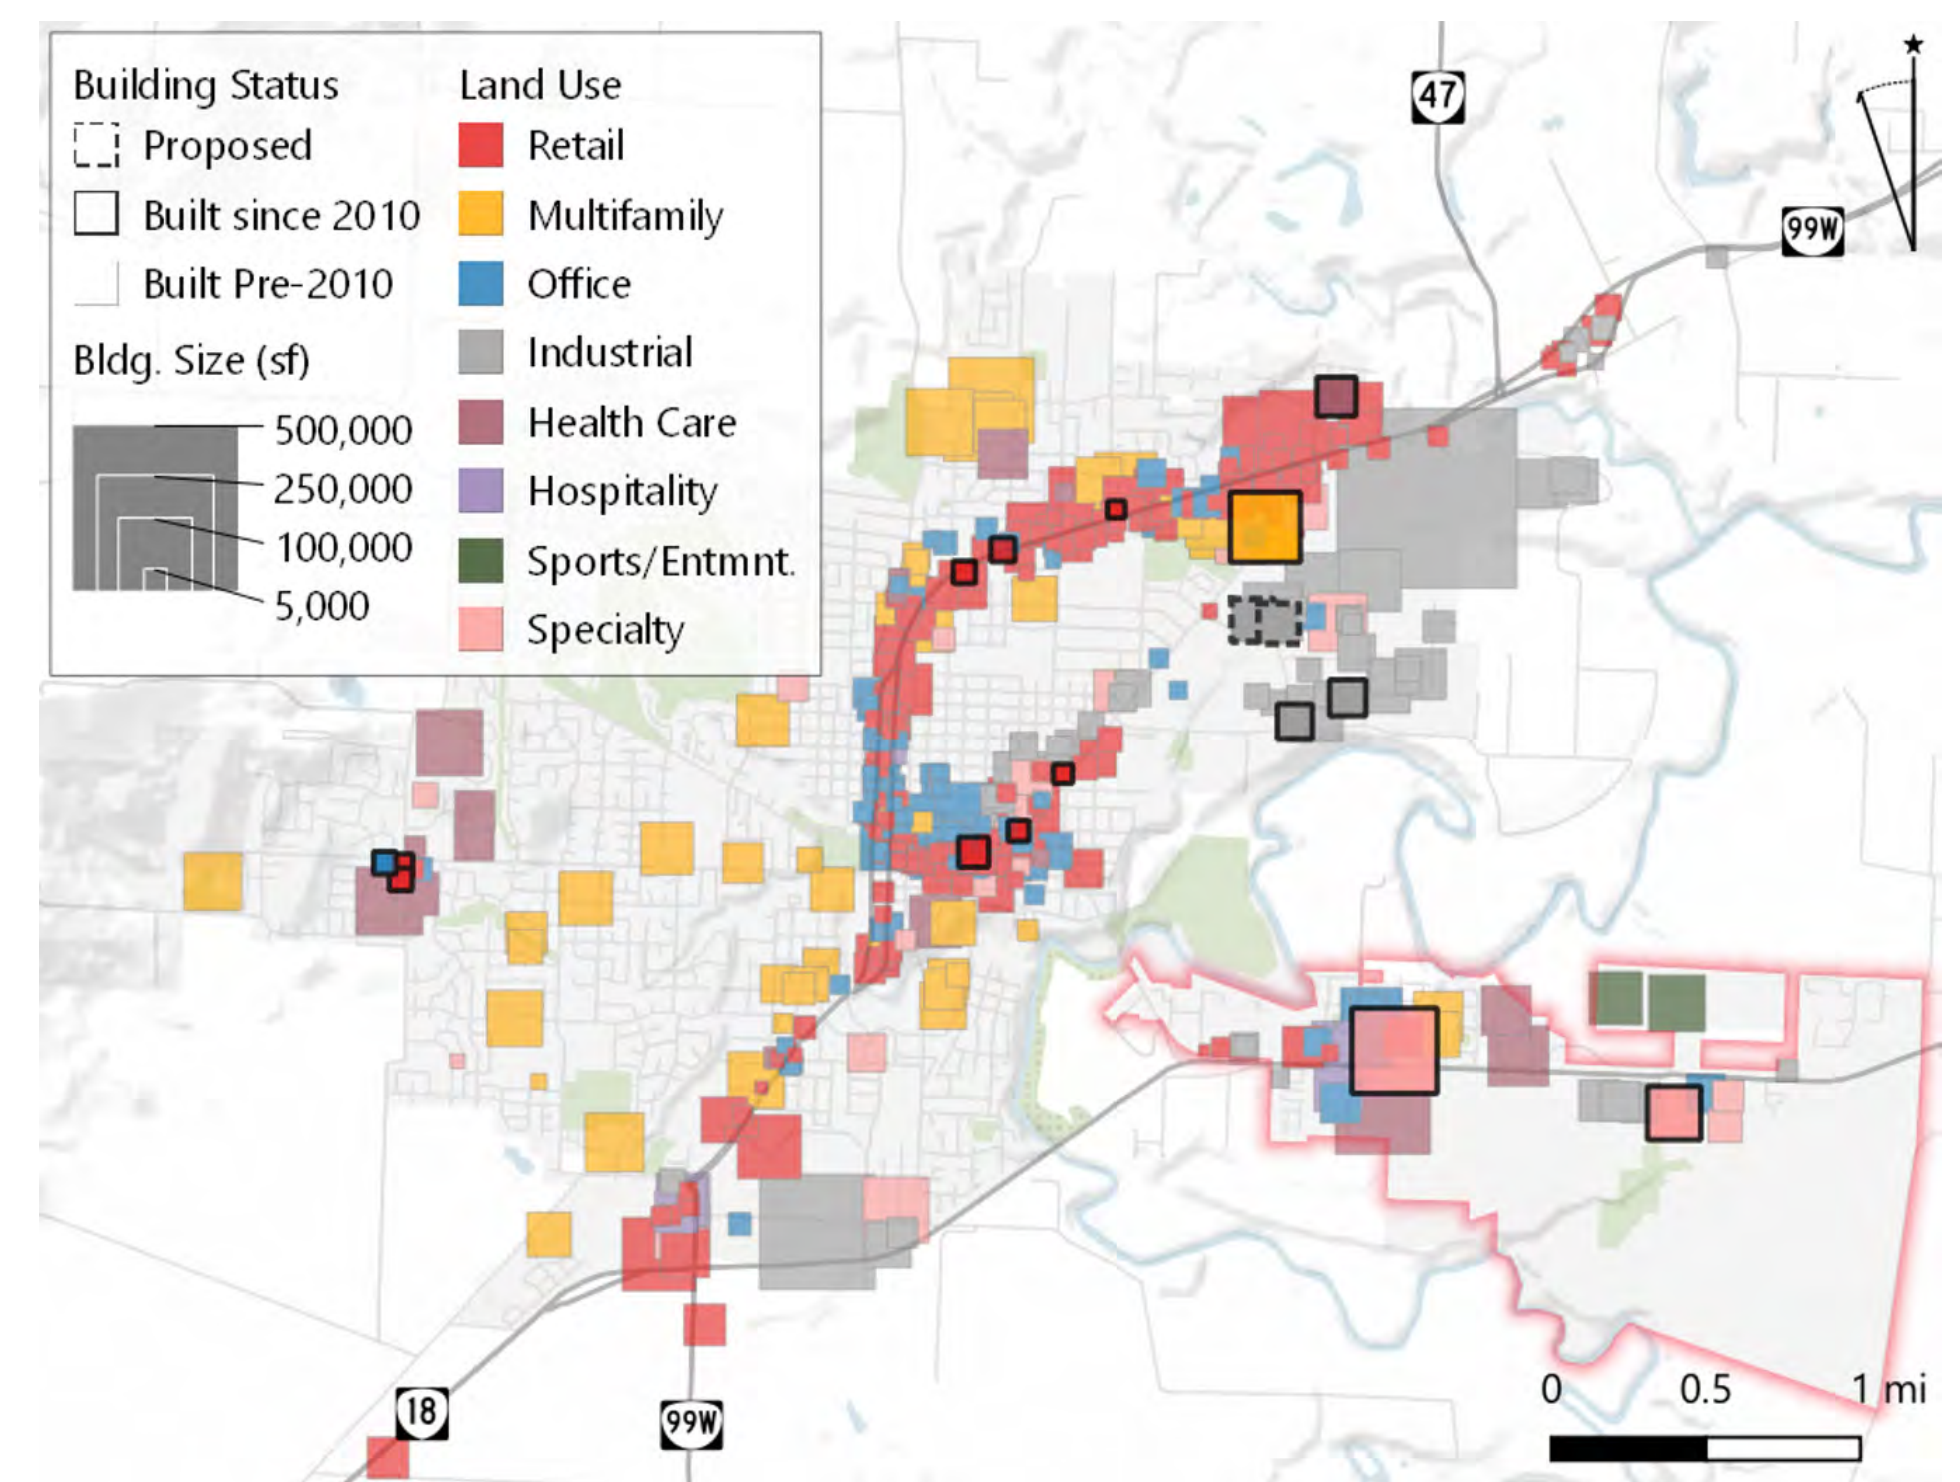 Building Status
Proposed
Built since 2010
Built Pre-2010
Bldg. Size (sf)
500,000
250,000
100,000
5,000
Land Use
Retail
Multifamily
Office
Industrial
Health Care
Hospitality
Sports/Entmnt.
Specialty
47
99W
18
99W
0 0.5 1 mi